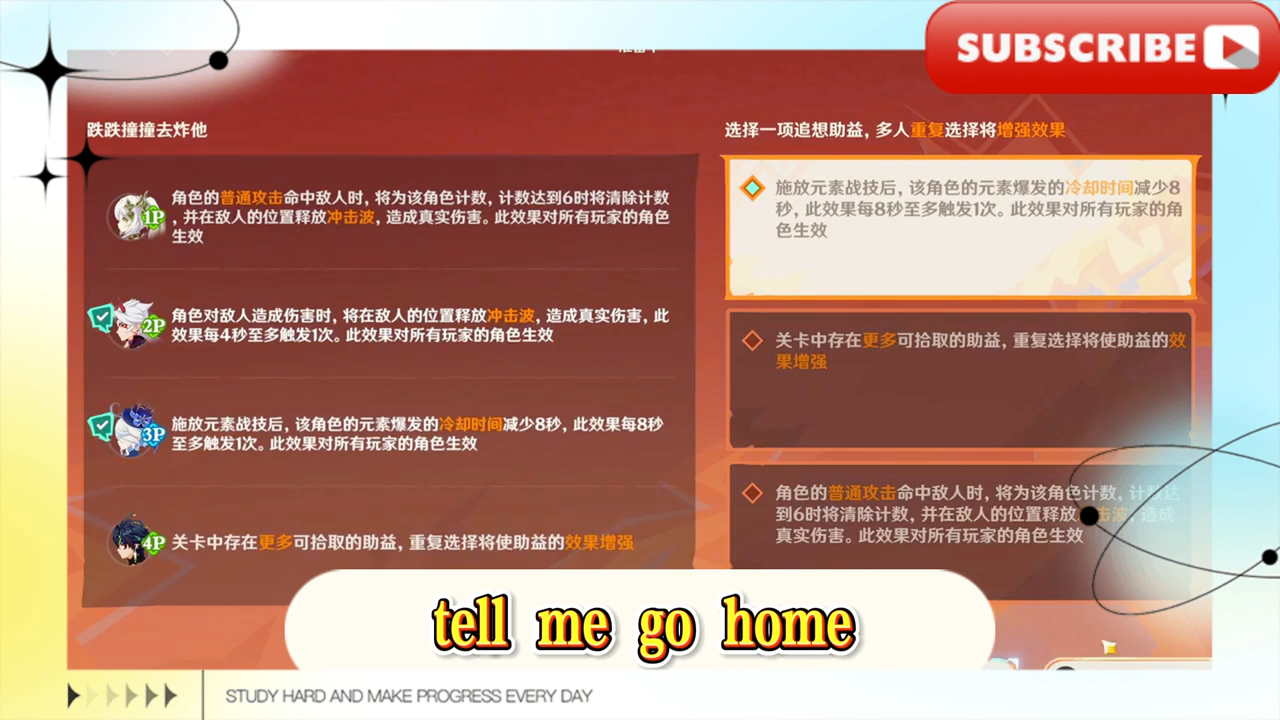 SUBSCRIBE
跌跌撞撞去炸他
选择一项追想助益，多人重复选择将增强效果
1P
角色的普通攻击命中敌人时，将为该角色计数，计数达到6时将清除计数
，并在敌人的位置释放冲击波，造成真实伤害。此效果对所有玩家的角色
生效
2P
角色对敌人造成伤害时，将在敌人的位置释放冲击波，造成真实伤害，此
效果每4秒至多触发1次。此效果对所有玩家的角色生效
3P
施放元素战技后，该角色的元素爆发的冷却时间减少8秒，此效果每8秒
至多触发1次。此效果对所有玩家的角色生效
4P
关卡中存在更多可拾取的助益，重复选择将使助益的效果增强
施放元素战技后，该角色的元素爆发的冷却时间减少8
秒，此效果每8秒至多触发1次。此效果对所有玩家的角
色生效
关卡中存在更多可拾取的助益，重复选择将使助益的效
果增强
角色的普通攻击命中敌人时，将为该角色计数，计数达
到6时将清除计数，并在敌人的位置释放击波，造成
真实伤害。此效果对所有玩家的角色生效
tell me go home
STUDY HARD AND MAKE PROGRESS EVERY DAY